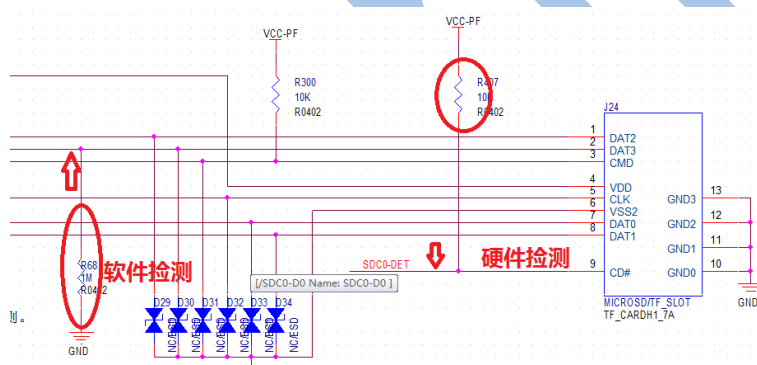 VCC-PF
VCC-PF
R300
10K
R0402
R407
R0402
J24
1
DAT2
2
DAT3
3
CMD
4
VDD
5
CLK
6
VSS2
7
DAT0
8
DAT1
9
CD#
GND3
13
GND2
12
GND1
11
GND0
10
GND
MICROSD/TF_SLOT
TF_CARDH1_7A
SDC0-DET
硬件捡测
软件捡测
R68
1M
GND
[/SDC0-D0 Name: SDC0-D0 ]
D29
D30
D31
D32
D33
D34
NC/ESD
NC/ESD
NC/ESD
NC/ESD
NC/ESD
NC/ESD